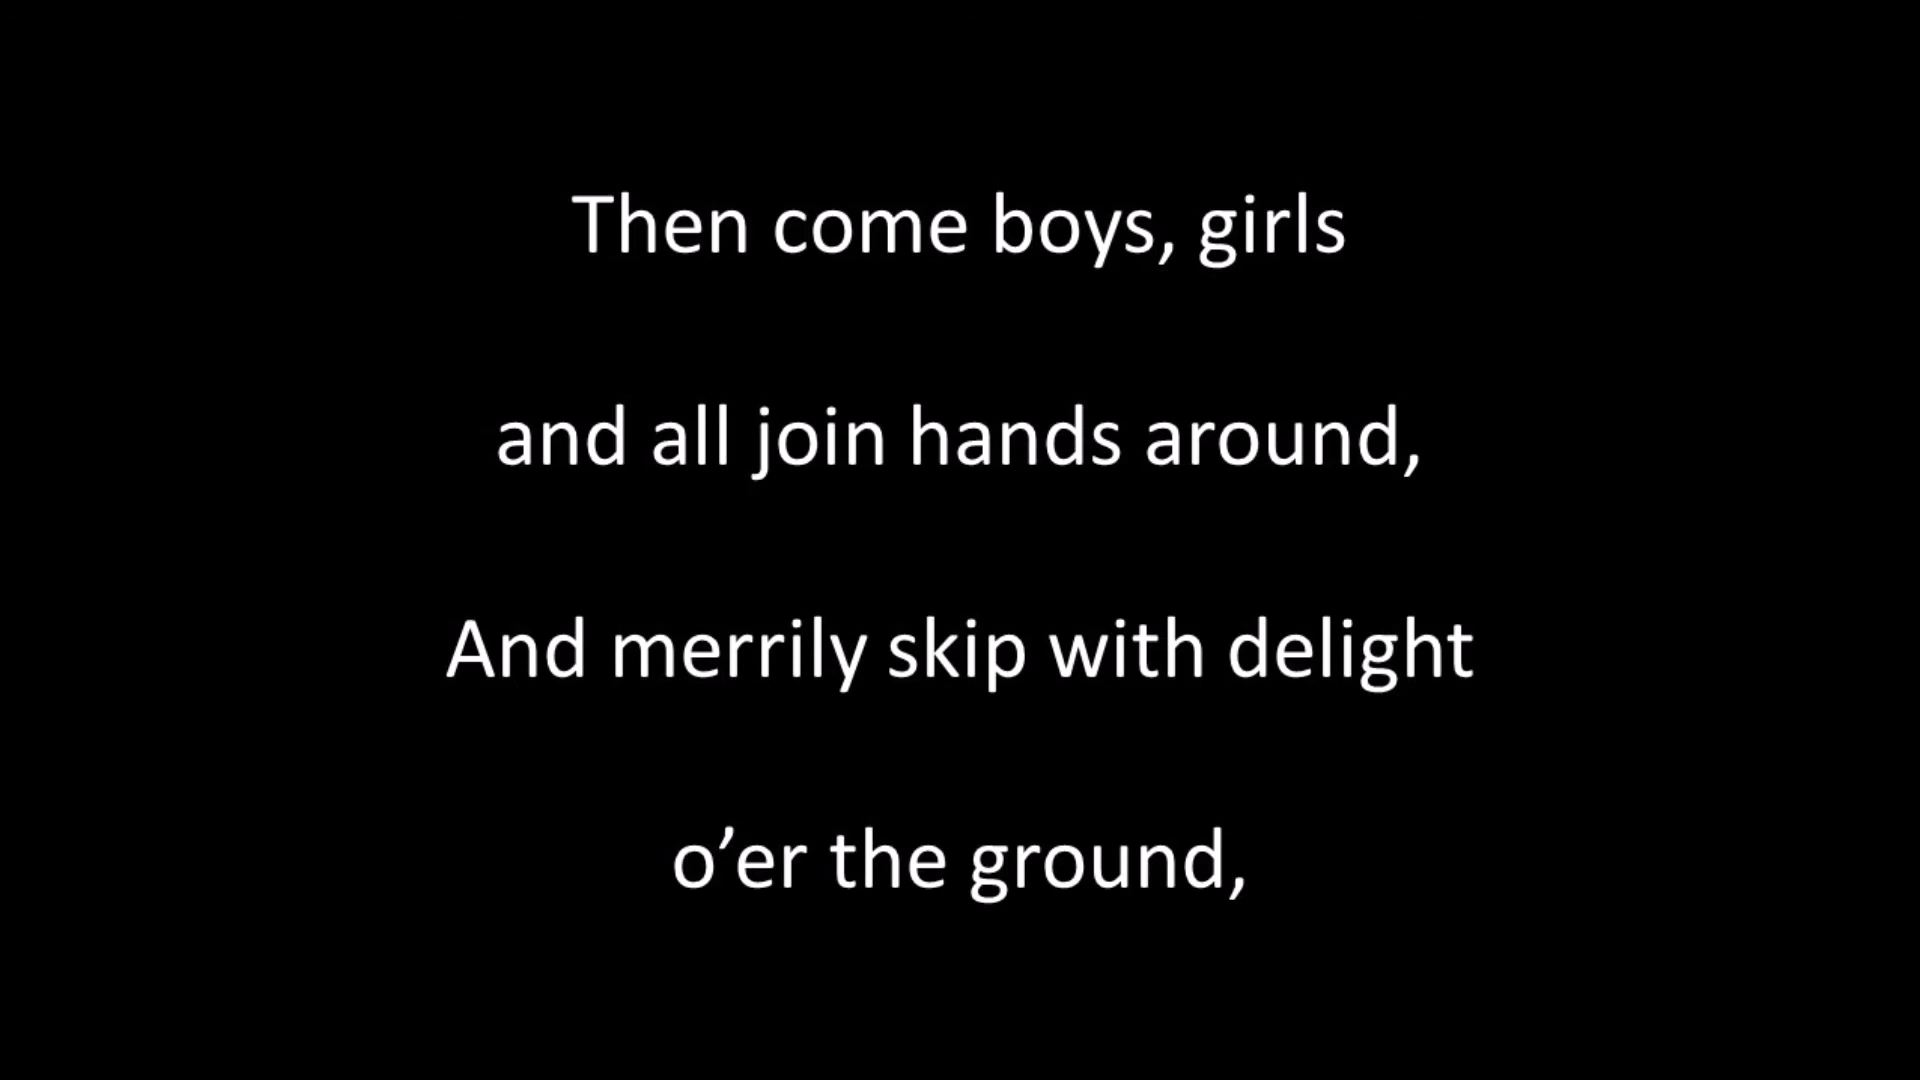 Then come boys, girls
and all join hands around,
And merrily skip with delight
o’er the ground,